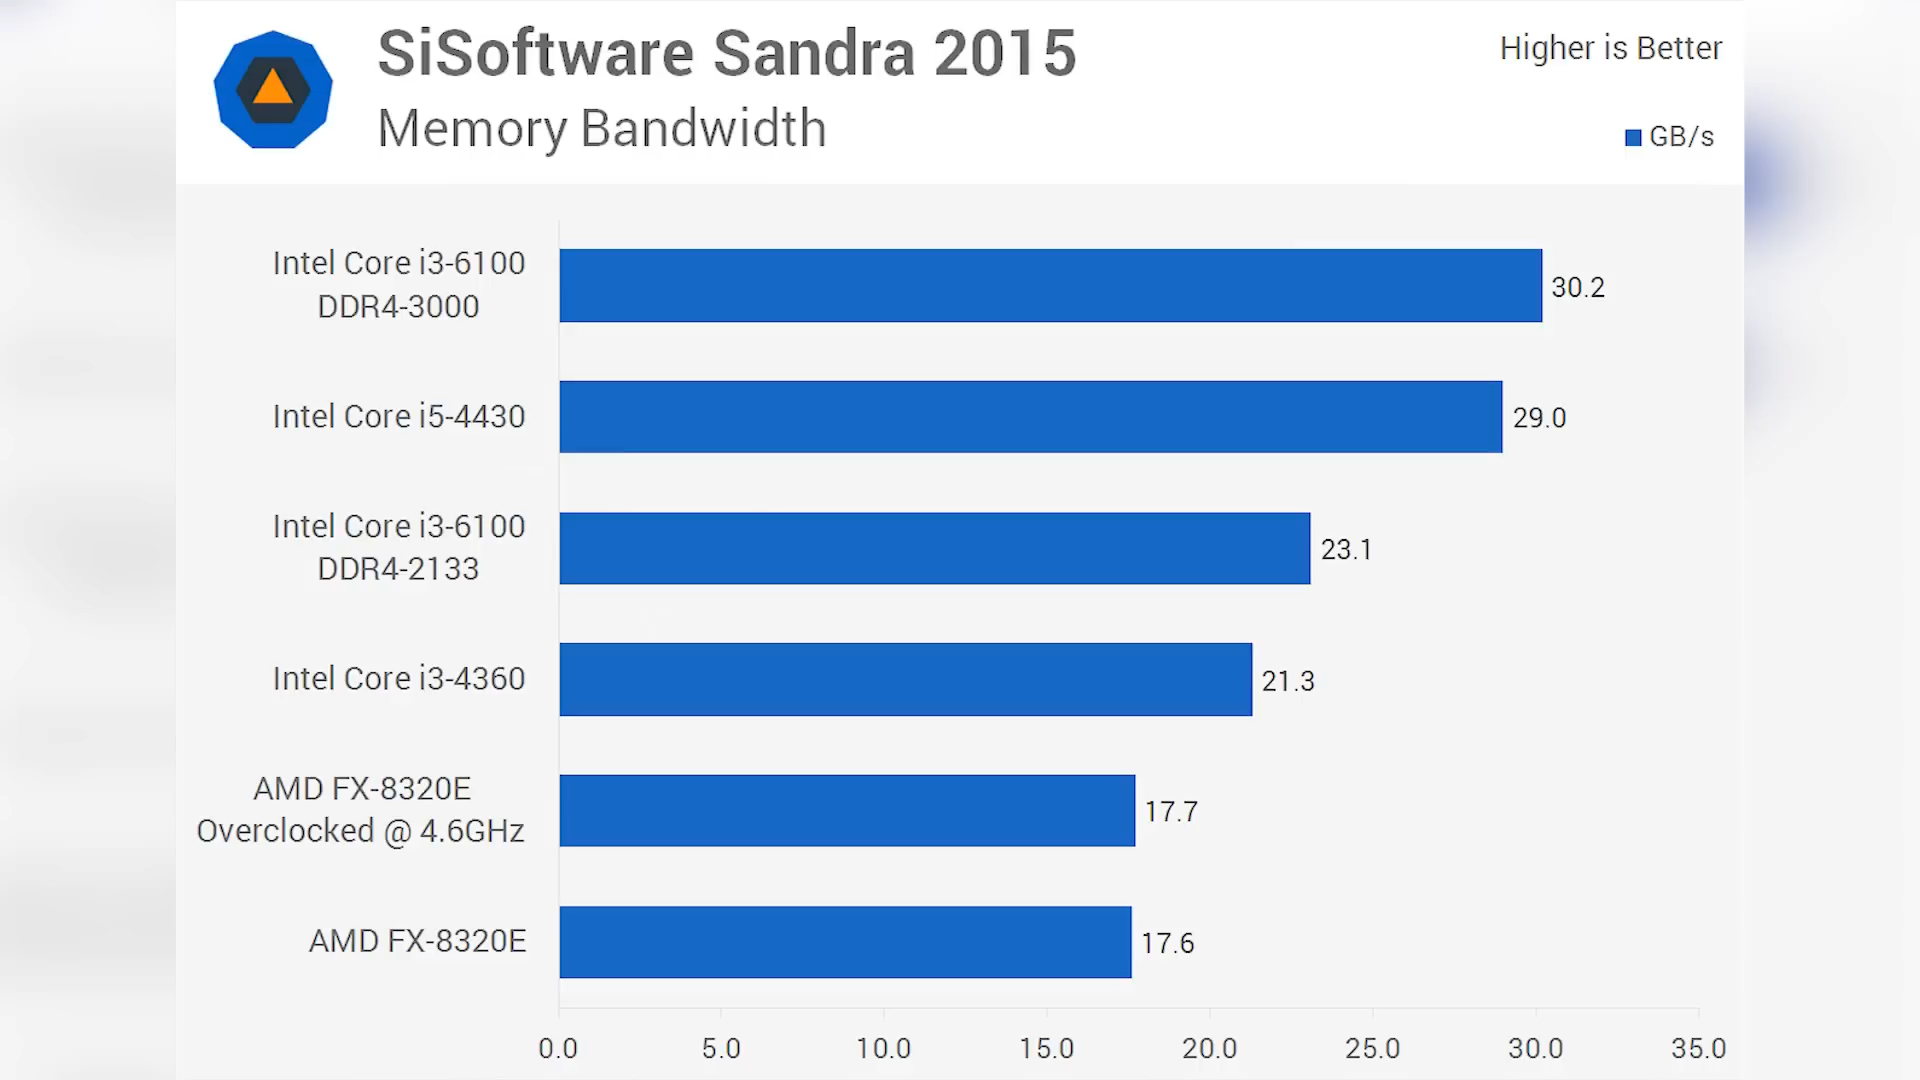 SiSoftware Sandra 2015
Memory Bandwidth
Higher is Better
GB/s
Intel Core i3-6100
DDR4-3000
30.2
Intel Core i5-4430
29.0
Intel Core i3-6100
DDR4-2133
23.1
Intel Core i3-4360
21.3
AMD FX-8320E
Overclocked @ 4.6GHz
17.7
AMD FX-8320E
17.6
0.0 5.0 10.0 15.0 20.0 25.0 30.0 35.0